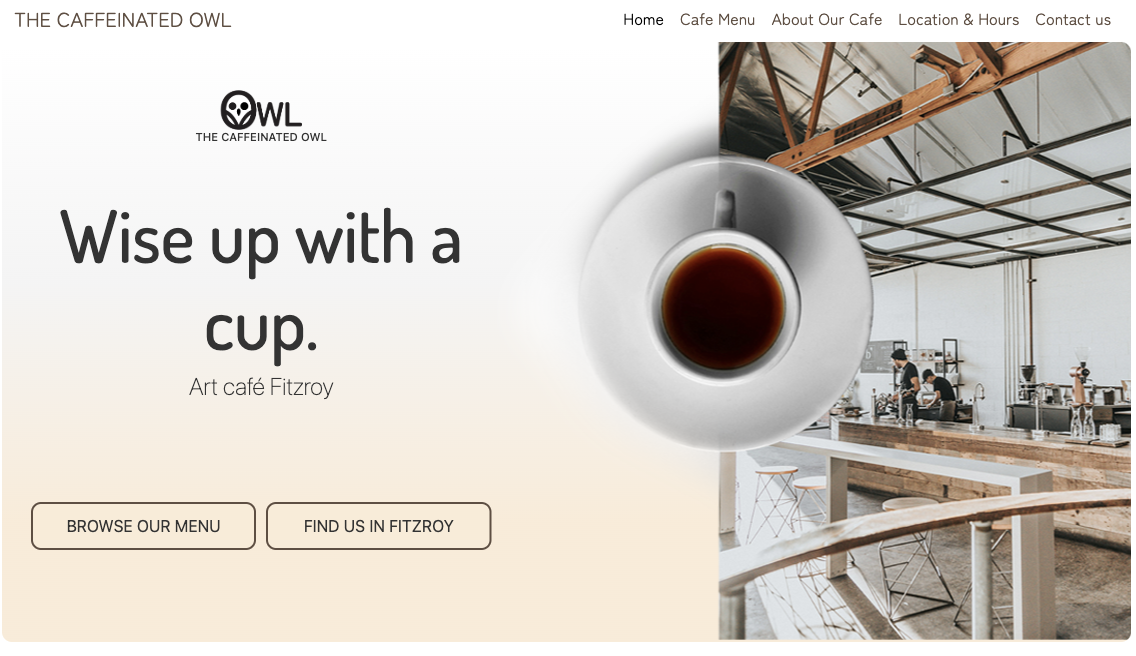 THE CAFFEINATED OWL
Home Cafe Menu About Our Cafe Location & Hours Contact us
OWL
THE CAFFEINATED OWL
Wise up with a
cup.
Art café Fitzroy
BROWSE OUR MENU FIND US IN FITZROY